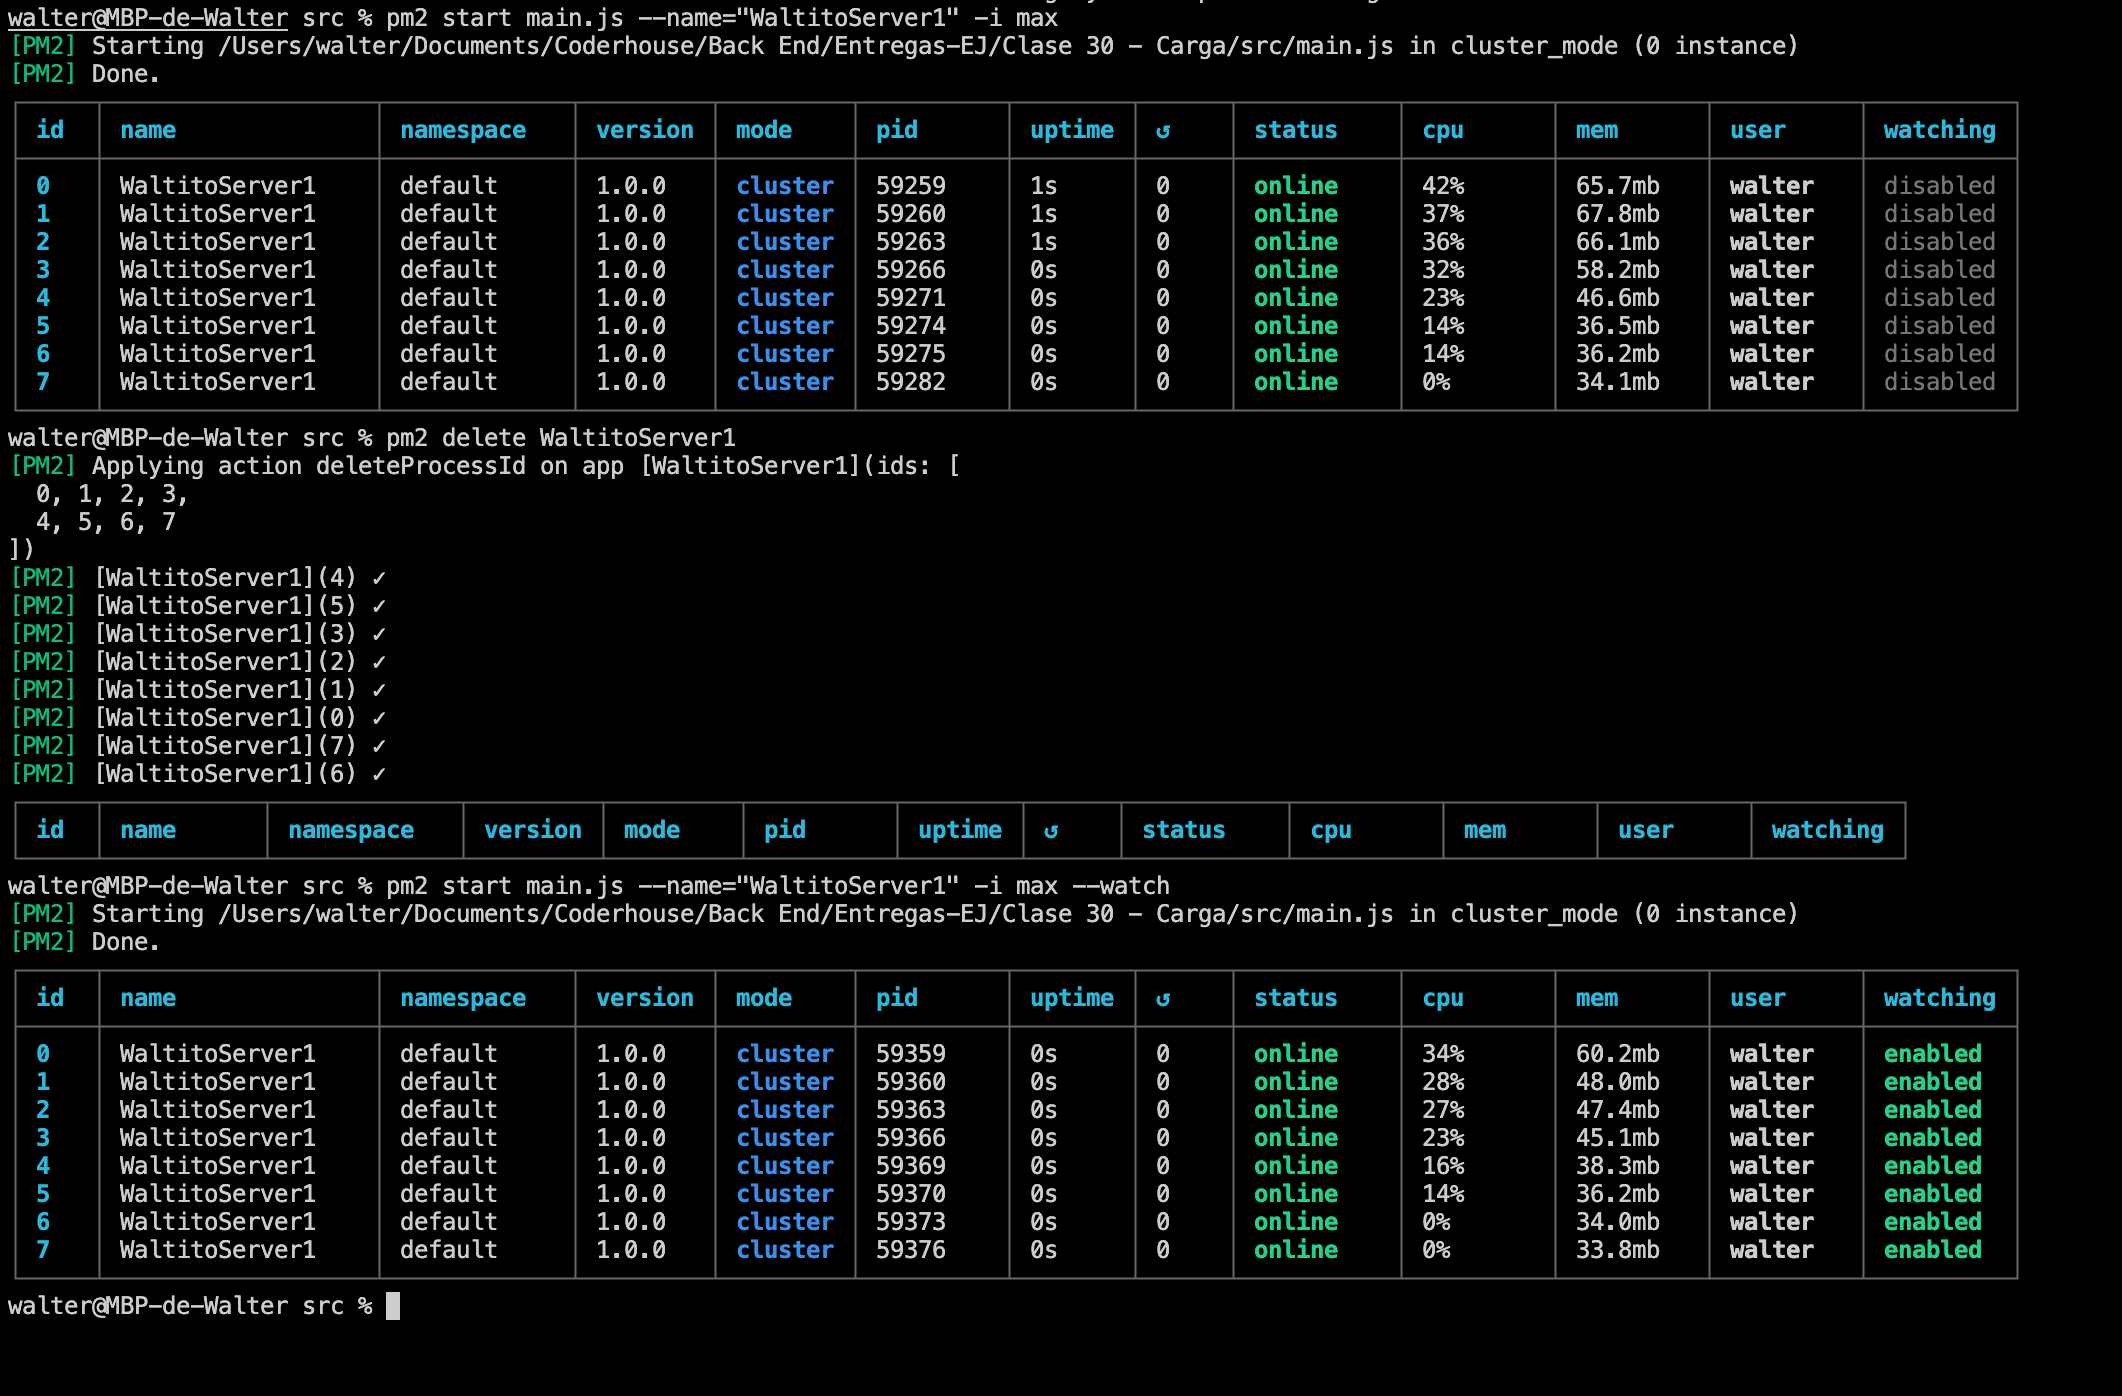 walter@MBP-de-Walter src % pm2 start main.js --name="WaltitoServer1" -i max
[PM2] Starting /Users/walter/Documents/Coderhouse/Back End/Entregas-EJ/Clase 30 - Carga/src/main.js in cluster_mode (0 instance)
[PM2] Done.
id name namespace version mode pid uptime ↺ status cpu mem user watching
0 WaltitoServer1 default 1.0.0 cluster 59259 1s 0 online 42% 65.7mb walter disabled
1 WaltitoServer1 default 1.0.0 cluster 59260 1s 0 online 37% 67.8mb walter disabled
2 WaltitoServer1 default 1.0.0 cluster 59263 1s 0 online 36% 66.1mb walter disabled
3 WaltitoServer1 default 1.0.0 cluster 59266 0s 0 online 32% 58.2mb walter disabled
4 WaltitoServer1 default 1.0.0 cluster 59271 0s 0 online 23% 46.6mb walter disabled
5 WaltitoServer1 default 1.0.0 cluster 59274 0s 0 online 14% 36.5mb walter disabled
6 WaltitoServer1 default 1.0.0 cluster 59275 0s 0 online 14% 36.2mb walter disabled
7 WaltitoServer1 default 1.0.0 cluster 59282 0s 0 online 0% 34.1mb walter disabled
walter@MBP-de-Walter src % pm2 delete WaltitoServer1
[PM2] Applying action deleteProcessId on app [WaltitoServer1](ids: [
0, 1, 2, 3,
4, 5, 6, 7
])
[PM2] [WaltitoServer1](4) ✓
[PM2] [WaltitoServer1](5) ✓
[PM2] [WaltitoServer1](3) ✓
[PM2] [WaltitoServer1](2) ✓
[PM2] [WaltitoServer1](1) ✓
[PM2] [WaltitoServer1](0) ✓
[PM2] [WaltitoServer1](7) ✓
[PM2] [WaltitoServer1](6) ✓
id name namespace version mode pid uptime ↺ status cpu mem user watching
walter@MBP-de-Walter src % pm2 start main.js --name="WaltitoServer1" -i max --watch
[PM2] Starting /Users/walter/Documents/Coderhouse/Back End/Entregas-EJ/Clase 30 - Carga/src/main.js in cluster_mode (0 instance)
[PM2] Done.
id name namespace version mode pid uptime ↺ status cpu mem user watching
0 WaltitoServer1 default 1.0.0 cluster 59359 0s 0 online 34% 60.2mb walter enabled
1 WaltitoServer1 default 1.0.0 cluster 59360 0s 0 online 28% 48.0mb walter enabled
2 WaltitoServer1 default 1.0.0 cluster 59363 0s 0 online 27% 47.4mb walter enabled
3 WaltitoServer1 default 1.0.0 cluster 59366 0s 0 online 23% 45.1mb walter enabled
4 WaltitoServer1 default 1.0.0 cluster 59369 0s 0 online 16% 38.3mb walter enabled
5 WaltitoServer1 default 1.0.0 cluster 59370 0s 0 online 14% 36.2mb walter enabled
6 WaltitoServer1 default 1.0.0 cluster 59373 0s 0 online 0% 34.0mb walter enabled
7 WaltitoServer1 default 1.0.0 cluster 59376 0s 0 online 0% 33.8mb walter enabled
walter@MBP-de-Walter src %